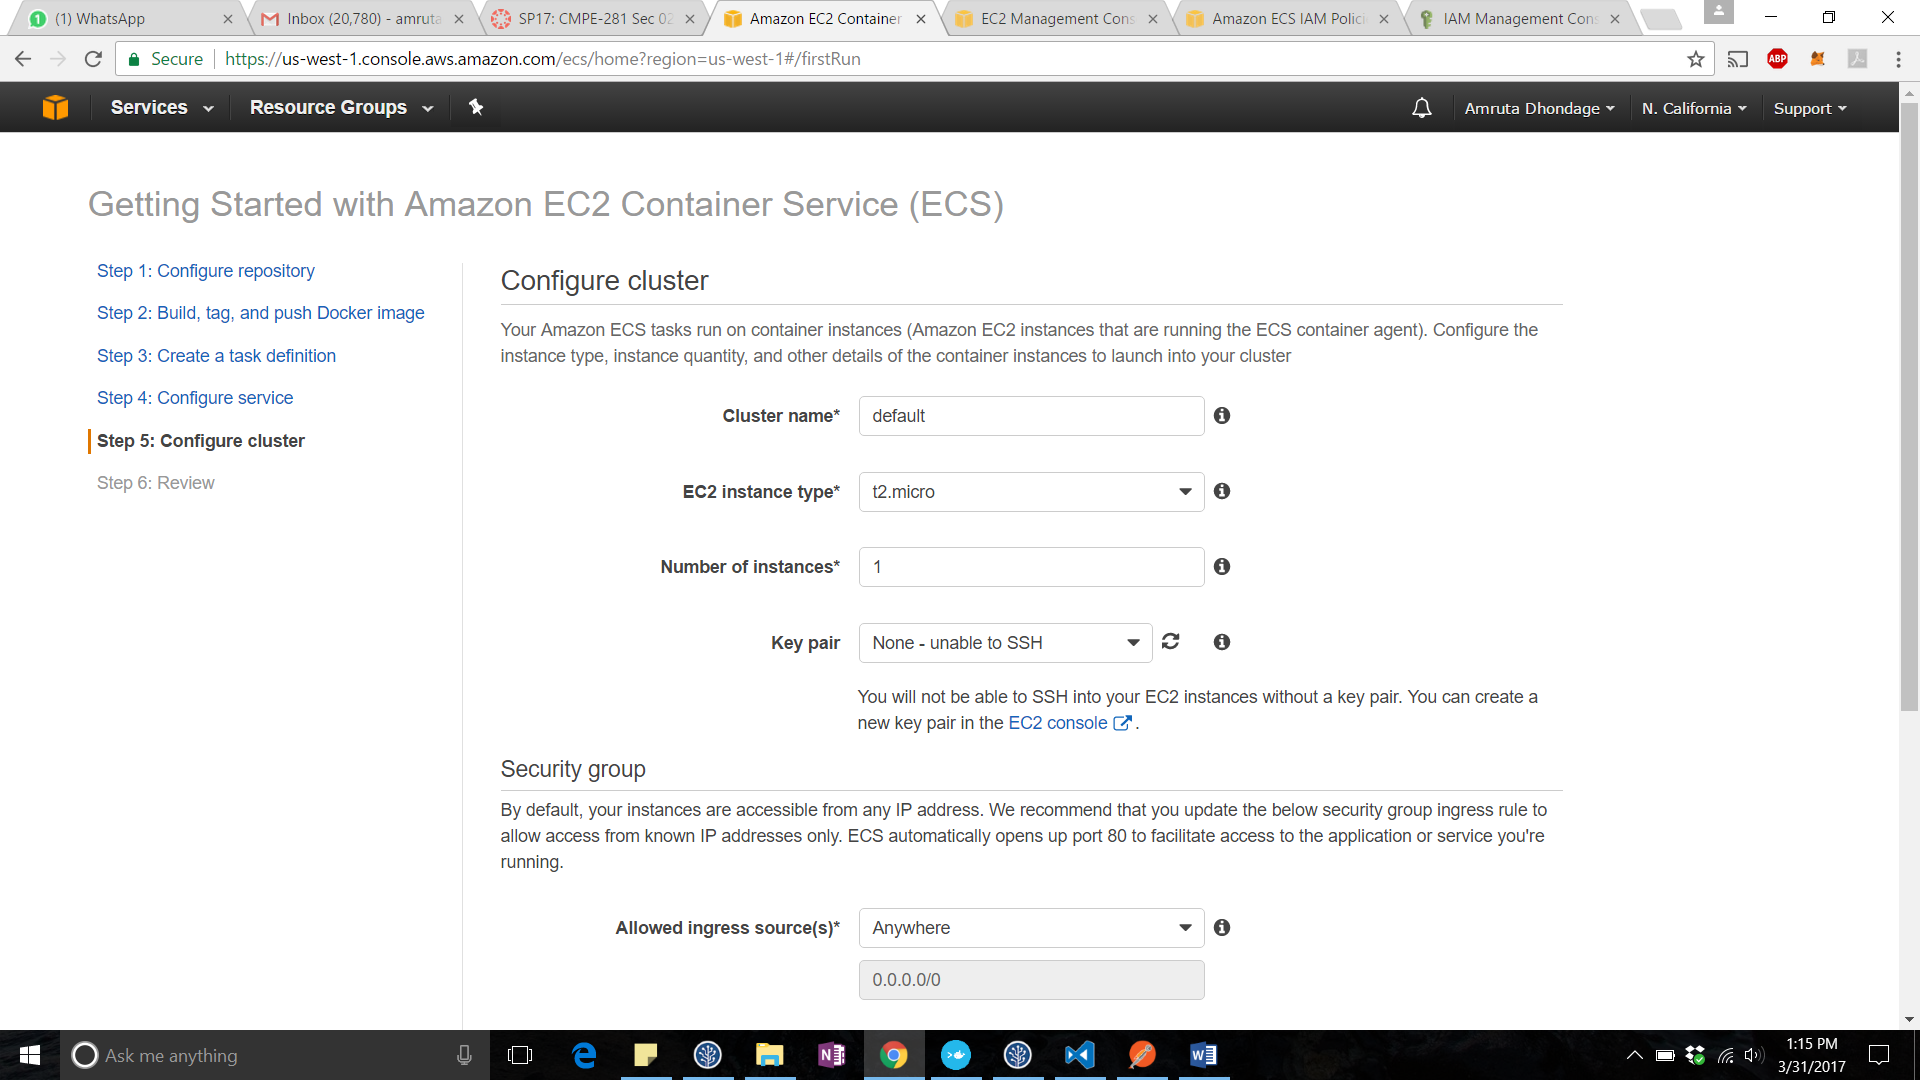 (1) WhatsApp
Inbox (20,780) - amruta
SP17: CMPE-281 Sec 02
Amazon EC2 Container
EC2 Management Cons
Amazon ECS IAM Polici
IAM Management Cons
Secure
https://us-west-1.console.aws.amazon.com/ecs/home?region=us-west-1#/firstRun
ABP
Services
Resource Groups
Amruta Dhondage
N. California
Support
Getting Started with Amazon EC2 Container Service (ECS)
Step 1: Configure repository
Step 2: Build, tag, and push Docker image
Step 3: Create a task definition
Step 4: Configure service
Step 5: Configure cluster
Step 6: Review
Configure cluster
Your Amazon ECS tasks run on container instances (Amazon EC2 instances that are running the ECS container agent). Configure the
instance type, instance quantity, and other details of the container instances to launch into your cluster
Cluster name* default
EC2 instance type* t2.micro
Number of instances* 1
Key pair None - unable to SSH
You will not be able to SSH into your EC2 instances without a key pair. You can create a
new key pair in the EC2 console .
Security group
By default, your instances are accessible from any IP address. We recommend that you update the below security group ingress rule to
allow access from known IP addresses only. ECS automatically opens up port 80 to facilitate access to the application or service you're
running.
Allowed ingress source(s)* Anywhere
0.0.0.0/0
Ask me anything
1:15 PM
3/31/2017